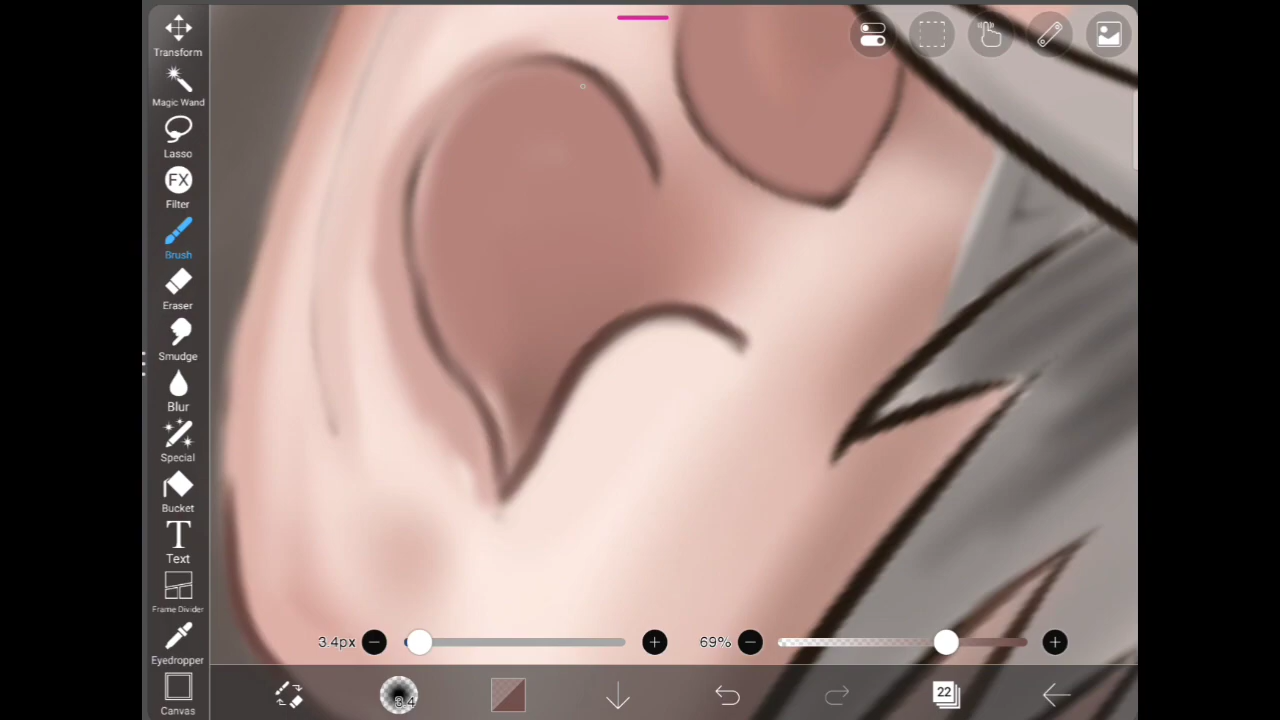 Transform
Magic Wand
Lasso
FX
Filter
Brush
Eraser
Smudge
Blur
Special
Bucket
T
Text
Frame Divider
Eyedropper
Canvas
3.4px
69%
3.4
22